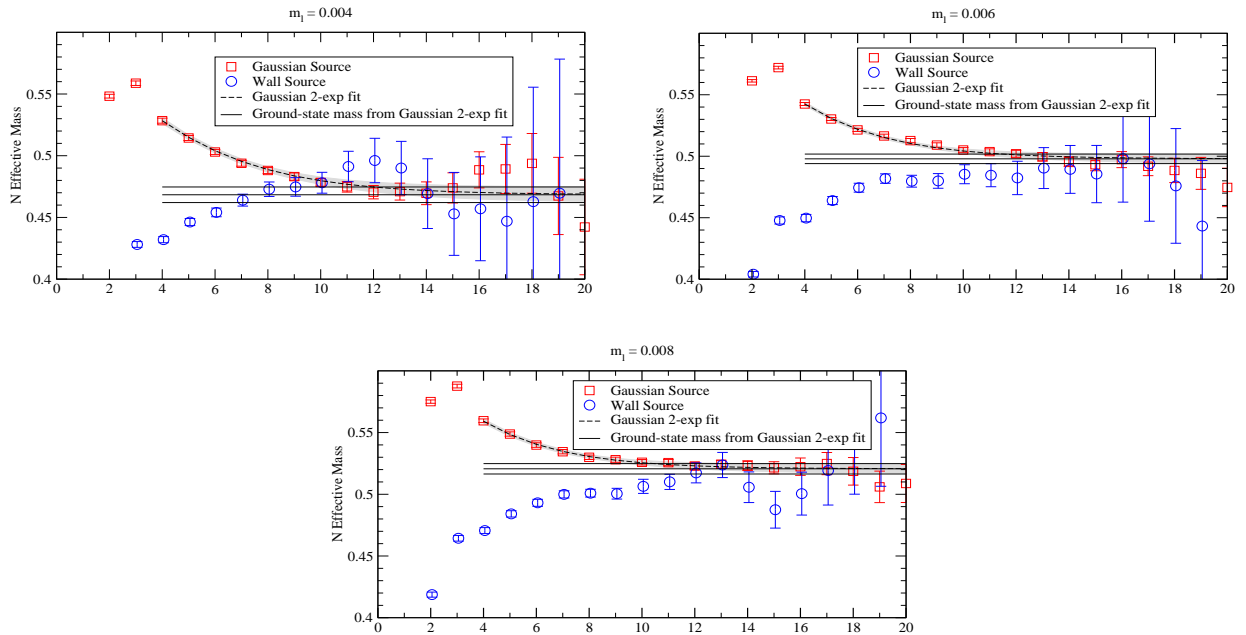 m_l = 0.004
N Effective Mass
0.55
0.5
0.45
0.4
Gaussian Source
Wall Source
Gaussian 2-exp fit
Ground-state mass from Gaussian 2-exp fit
0 2 4 6 8 10 12 14 16 18 20
m_l = 0.006
N Effective Mass
0.55
0.5
0.45
0.4
Gaussian Source
Wall Source
Gaussian 2-exp fit
Ground-state mass from Gaussian 2-exp fit
0 2 4 6 8 10 12 14 16 18 20
m_l = 0.008
N Effective Mass
0.55
0.5
0.45
0.4
Gaussian Source
Wall Source
Gaussian 2-exp fit
Ground-state mass from Gaussian 2-exp fit
0 2 4 6 8 10 12 14 16 18 20